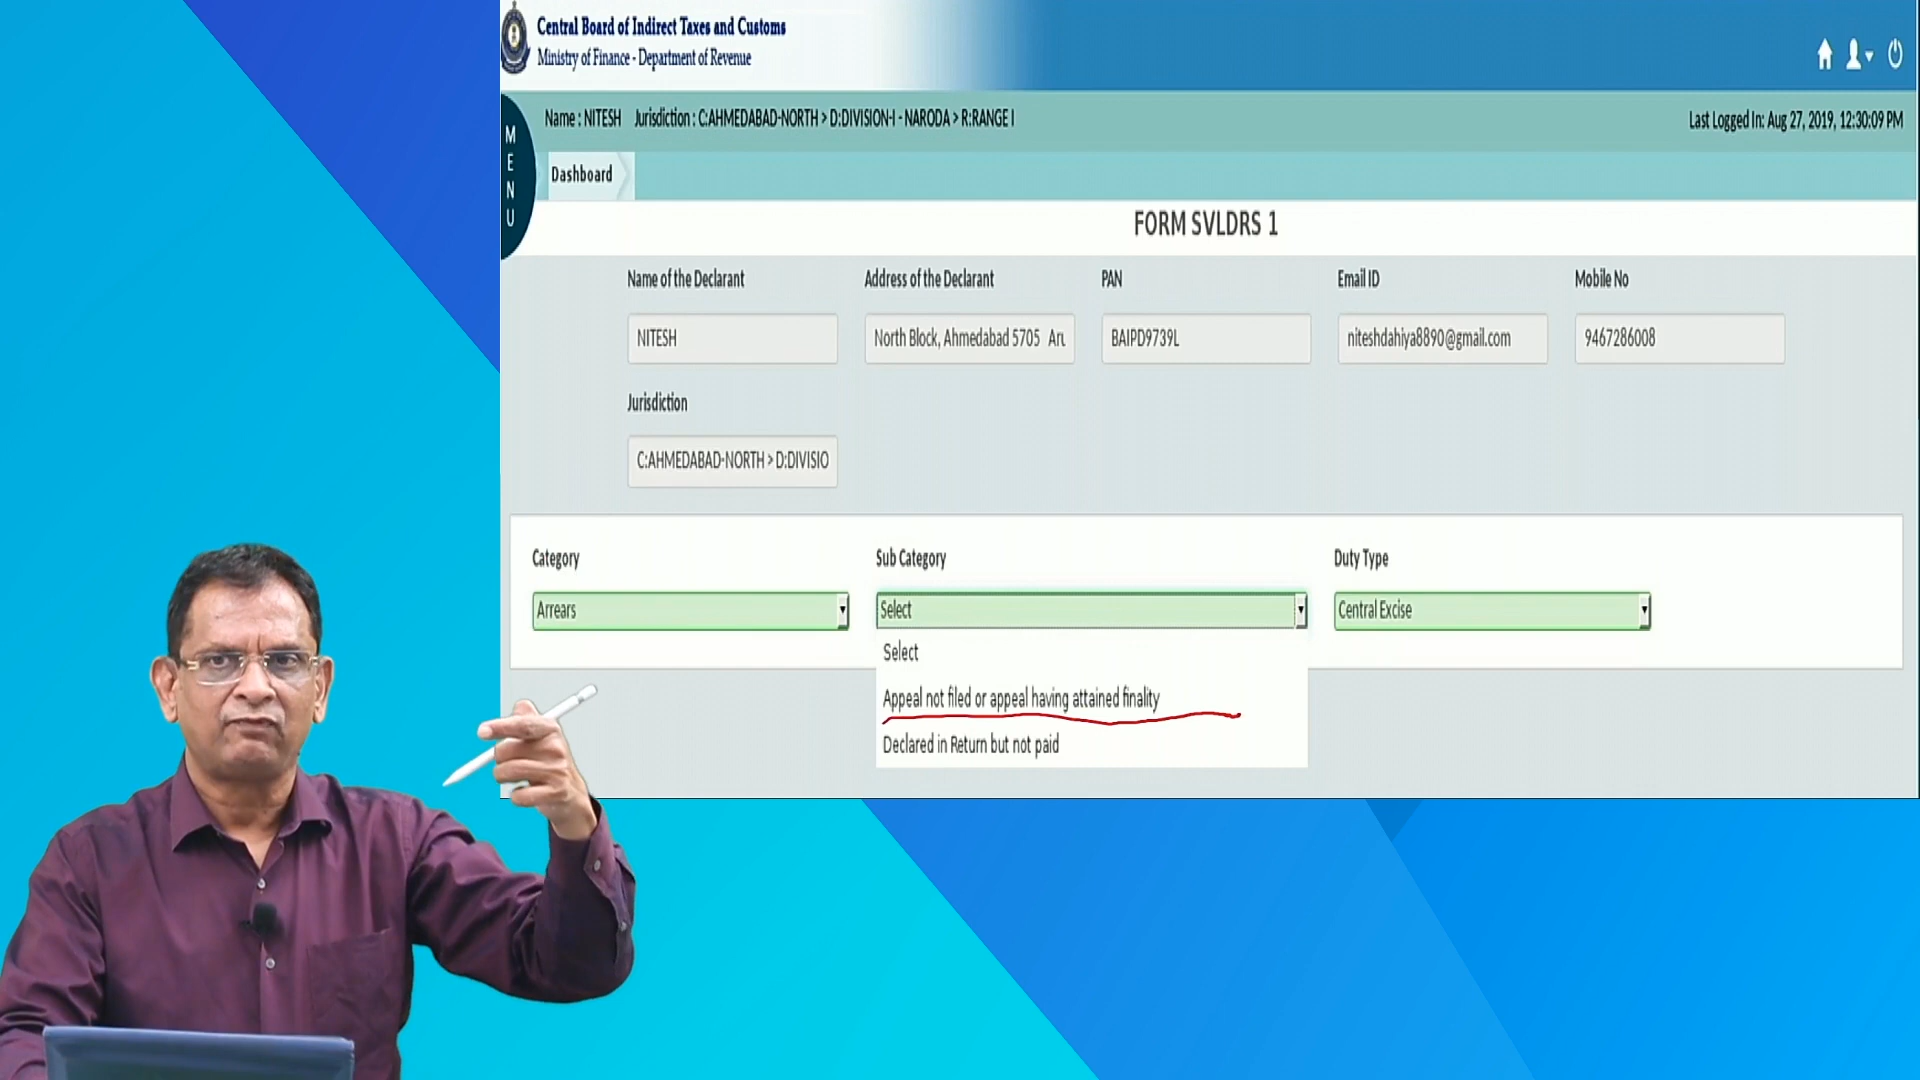 Central Board of Indirect Taxes and Customs
Ministry of Finance - Department of Revenue
MENU
Name : NITESH Jurisdiction : C:AHMEDABAD-NORTH > D:DIVISION-I - NARODA > R:RANGE I
Last Logged In: Aug 27, 2019, 12:30:09 PM
Dashboard
FORM SVLDRS 1
Name of the Declarant Address of the Declarant PAN Email ID Mobile No
NITESH North Block, Ahmedabad 5705 Aru BAIPD9739L niteshdahiya8890@gmail.com 9467286008
Jurisdiction
C:AHMEDABAD-NORTH > D:DIVISIO
Category Sub Category Duty Type
Arrears Select Central Excise
Select
Appeal not filed or appeal having attained finality
Declared in Return but not paid